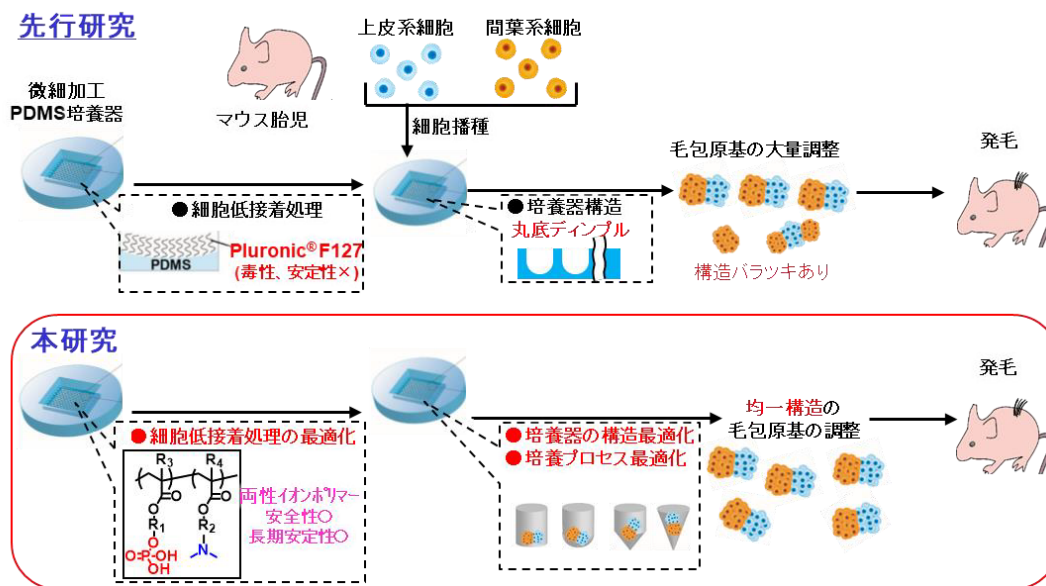 先行研究
上皮系細胞
間葉系細胞
微細加工
PDMS培養器
マウス胎児
細胞播種
毛包原基の大量調整
発毛
●細胞低接着処理
Pluronic®F127
(毒性、安定性×)
PDMS
●培養器構造
丸底ディンプル
構造バラツキあり
本研究
発毛
均一構造の
毛包原基の調整
●細胞低接着処理の最適化
●培養器の構造最適化
●培養プロセス最適化
R3
R4
O
O
O
O
R1
R2
O
O=P-OH
OH
N
両性イオンポリマー
安全性○
長期安定性○